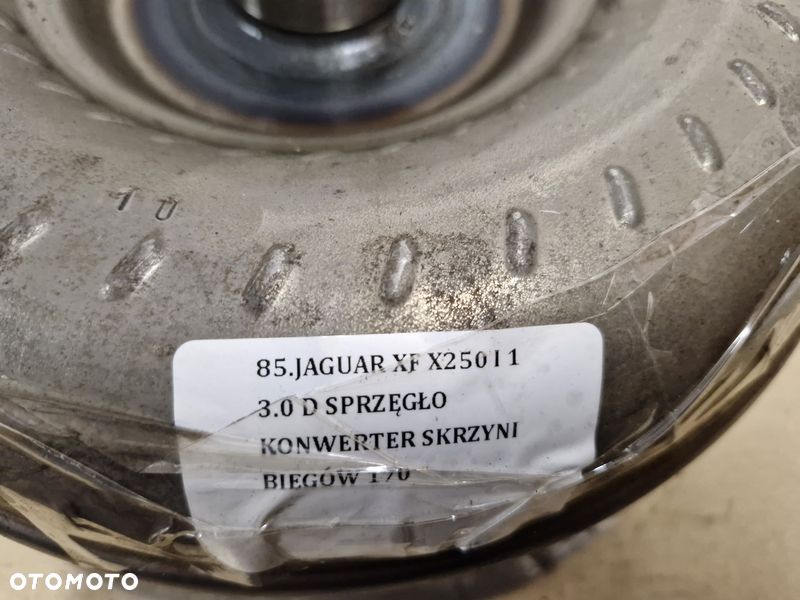 1 U
85.JAGUAR XF X250 I 1
3.0 D SPRZĘGŁO
KONWERTER SKRZYNI
BIEGÓW 170
OTOMOTO